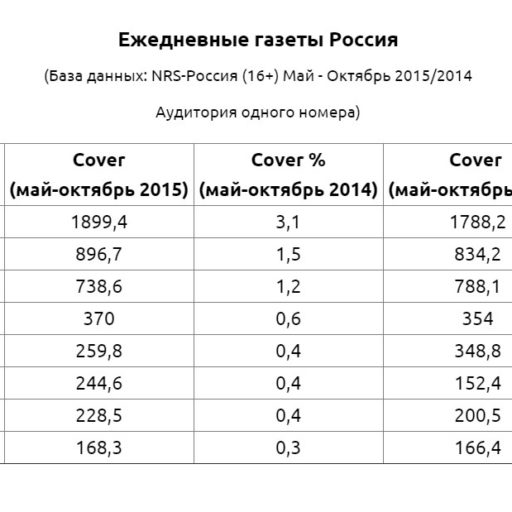 Ежедневные газеты Россия
(База данных: NRS-Россия (16+) Май - Октябрь 2015/2014
Аудитория одного номера)
Cover Cover % Cover
(май-октябрь 2015) (май-октябрь 2014) (май-октябрь
1899,4 3,1 1788,2
896,7 1,5 834,2
738,6 1,2 788,1
370 0,6 354
259,8 0,4 348,8
244,6 0,4 152,4
228,5 0,4 200,5
168,3 0,3 166,4